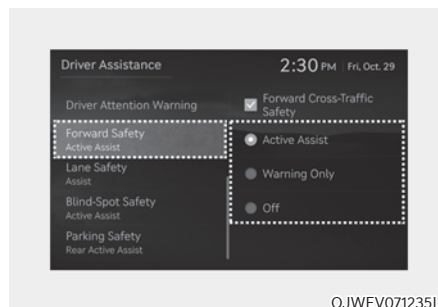 Driver Assistance
2:30 PM Fri, Oct. 29
Driver Attention Warning
Forward Safety
Active Assist
Lane Safety
Assist
Blind-Spot Safety
Active Assist
Parking Safety
Rear Active Assist
Forward Cross-Traffic
Safety
Active Assist
Warning Only
Off
OJWEV071235L